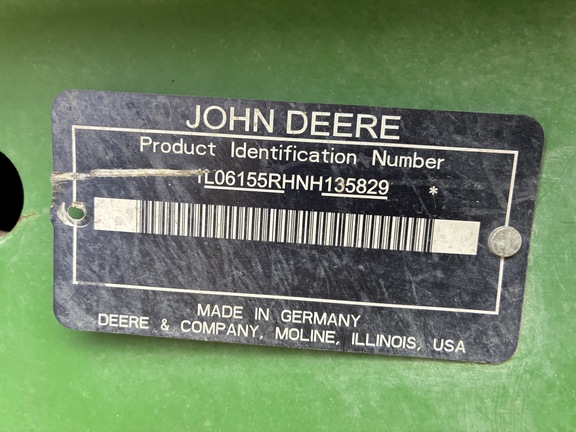 JOHN DEERE
Product Identification Number
1L06155RHNH135829 *
MADE IN GERMANY
DEERE & COMPANY, MOLINE, ILLINOIS, USA